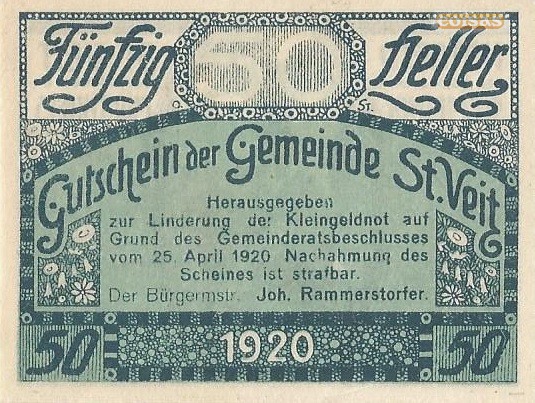 Fünfzig 50 Heller
O. St.
Gutschein der Gemeinde St. Veit
Herausgegeben
zur Linderung der Kleingeldnot auf
Grund des Gemeinderatsbeschlusses
vom 25. April 1920 Nachahmung des
Scheines ist strafbar.
Der Bürgermstr. Joh. Rammerstorfer.
50 1920 50